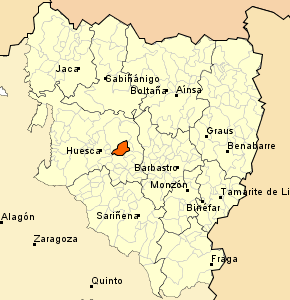 Jaca
Sabiñánigo
Boltaña
Aínsa
Graus
Huesca
Benabarre
Barbastro
Monzón
Tamarite de Li
Binéfar
Sariñena
Alagón
Zaragoza
Fraga
Quinto